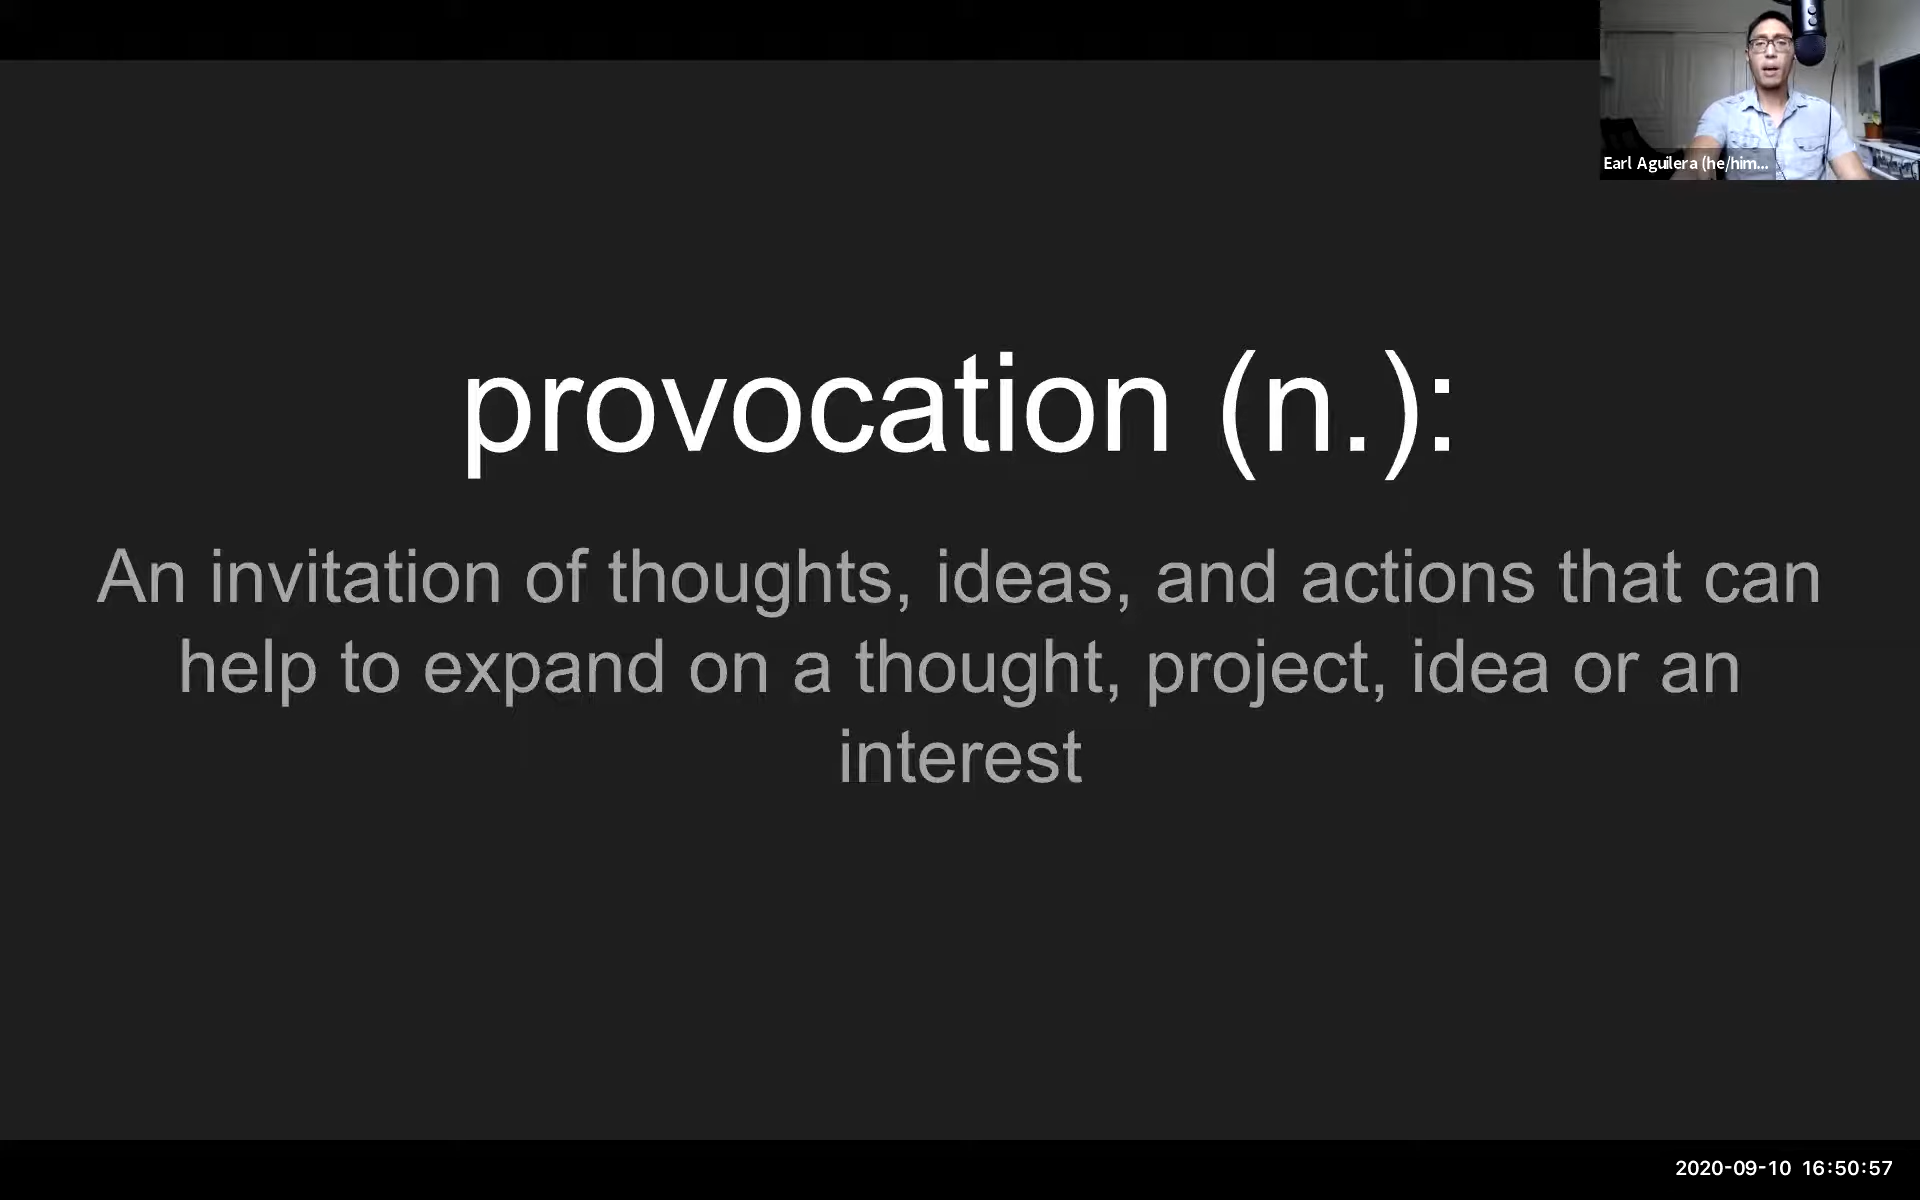 Earl Aguilera (he/him...
provocation (n.):
An invitation of thoughts, ideas, and actions that can
help to expand on a thought, project, idea or an
interest
2020-09-10 16:50:57